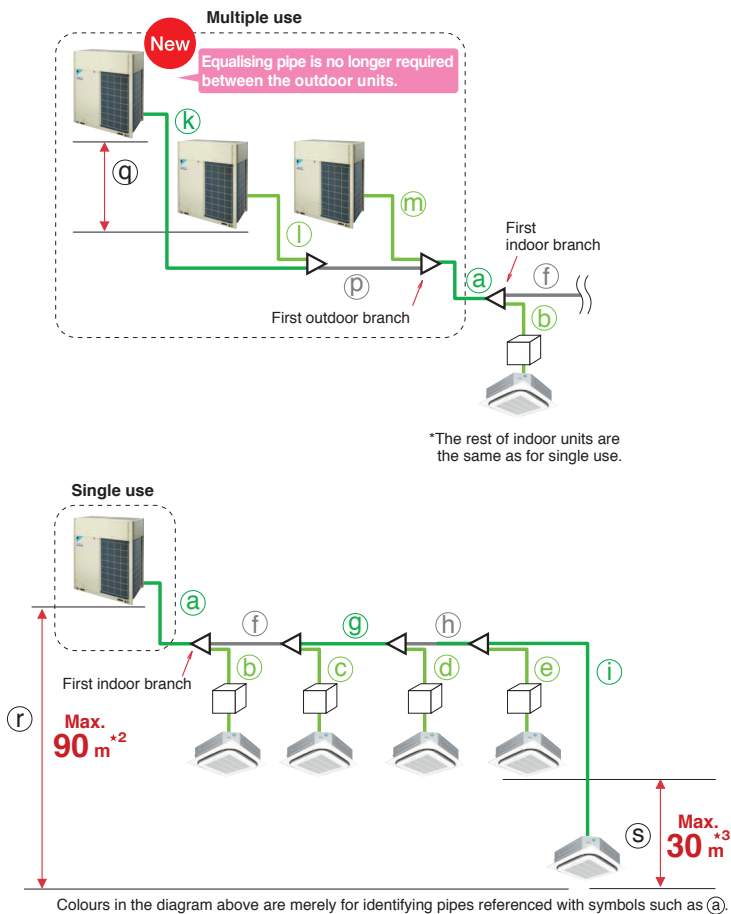 Multiple use
New
Equalising pipe is no longer required
between the outdoor units.
k
q
l
m
p
First outdoor branch
First
indoor branch
a
f
b
*The rest of indoor units are
the same as for single use.
Single use
a
f
g
h
First indoor branch
b
c
d
e
i
r
Max.
90 m*2
s
Max.
30 m*3
Colours in the diagram above are merely for identifying pipes referenced with symbols such as ⓐ.